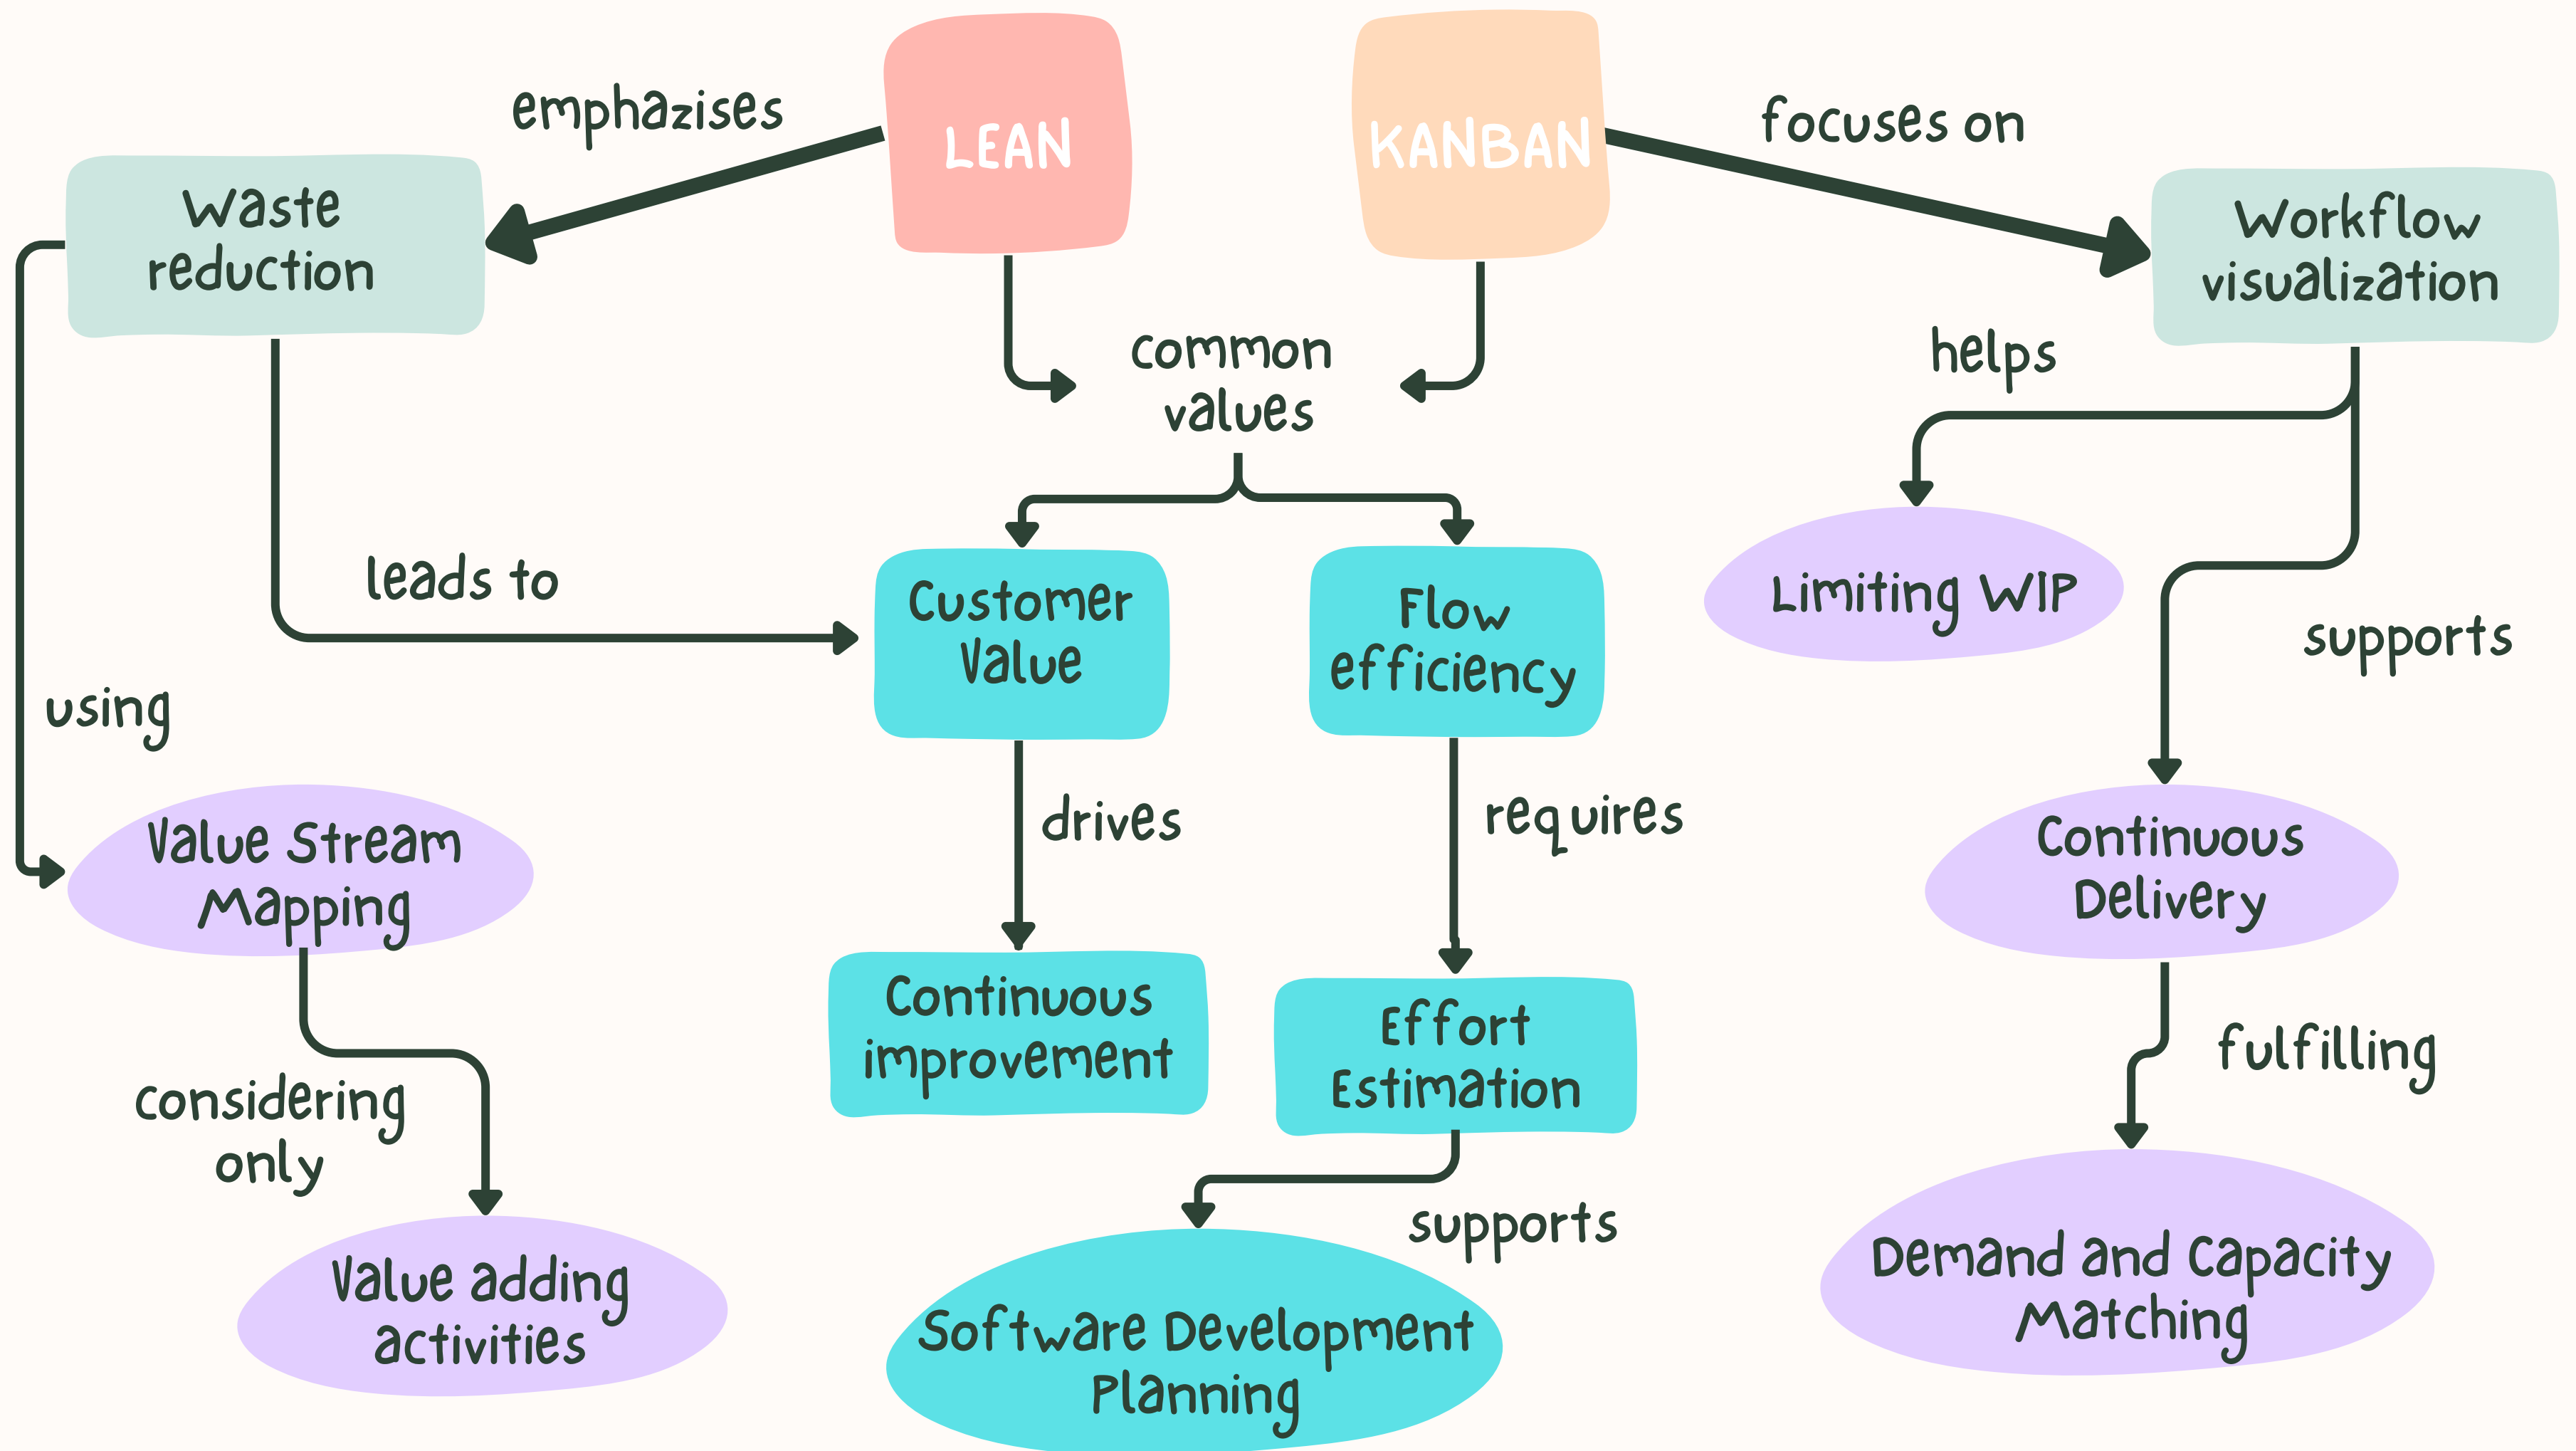 LEAN
KANBAN
emphazises
focuses on
Waste
reduction
Workflow
visualization
common
values
helps
leads to
Customer
Value
Flow
efficiency
Limiting WIP
supports
using
drives
requires
Value Stream
Mapping
Continuous
Delivery
Continuous
improvement
Effort
Estimation
fulfilling
considering
only
supports
Value adding
activities
Software Development
Planning
Demand and Capacity
Matching